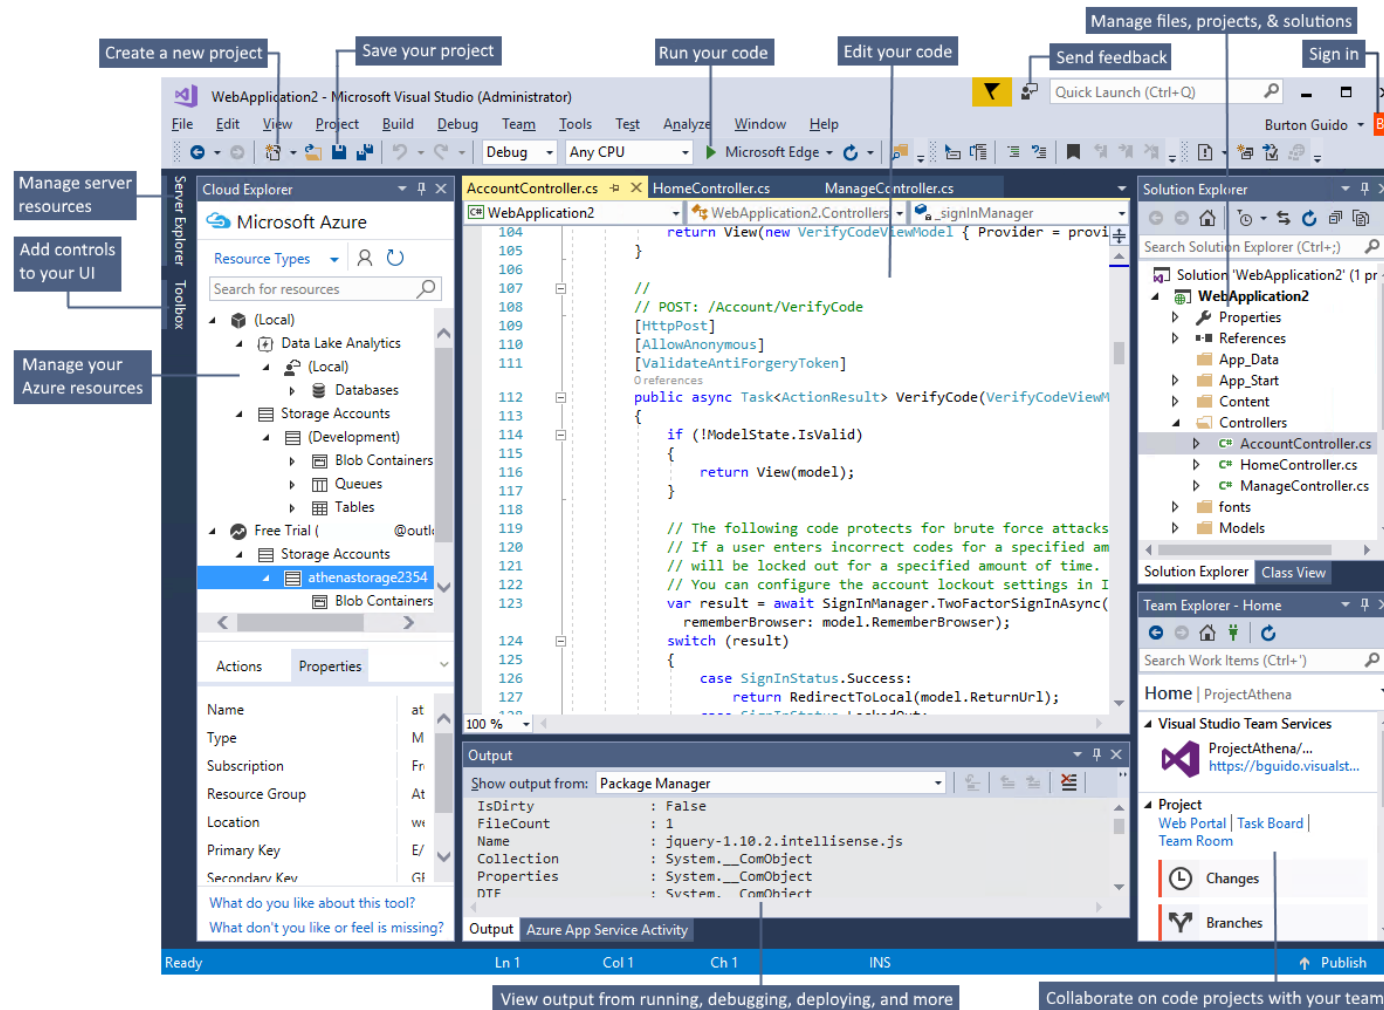 Manage files, projects, & solutions
Create a new project
Save your project
Run your code
Edit your code
Send feedback
Sign in
WebApplication2 - Microsoft Visual Studio (Administrator)
Quick Launch (Ctrl+Q)
File Edit View Project Build Debug Team Tools Test Analyze Window Help
Burton Guido
Debug Any CPU Microsoft Edge
Manage server
resources
Add controls
to your UI
Manage your
Azure resources
Server Explorer
Toolbox
Cloud Explorer
Microsoft Azure
Resource Types
Search for resources
(Local)
Data Lake Analytics
(Local)
Databases
Storage Accounts
(Development)
Blob Containers
Queues
Tables
Free Trial ( @outl
Storage Accounts
athenastorage2354
Blob Containers
Actions Properties
Name at
Type M
Subscription Fr
Resource Group At
Location we
Primary Key E/
Secondary Key GF
What do you like about this tool?
What don't you like or feel is missing?
AccountController.cs HomeController.cs ManageController.cs
C# WebApplication2 WebApplication2.Controllers _signInManager
104 return View(new VerifyCodeViewModel { Provider = provi
105 }
106
107 //
108 // POST: /Account/VerifyCode
109 [HttpPost]
110 [AllowAnonymous]
111 [ValidateAntiForgeryToken]
0 references
112 public async Task<ActionResult> VerifyCode(VerifyCodeViewM
113 {
114 if (!ModelState.IsValid)
115 {
116 return View(model);
117 }
118
119 // The following code protects for brute force attacks
120 // If a user enters incorrect codes for a specified am
121 // will be locked out for a specified amount of time.
122 // You can configure the account lockout settings in I
123 var result = await SignInManager.TwoFactorSignInAsync(
rememberBrowser: model.RememberBrowser);
124 switch (result)
125 {
126 case SignInStatus.Success:
127 return RedirectToLocal(model.ReturnUrl);
128 case SignInStatus.LockedOut:
100 %
Output
Show output from: Package Manager
IsDirty : False
FileCount : 1
Name : jquery-1.10.2.intellisense.js
Collection : System.__ComObject
Properties : System.__ComObject
DTE : System.__ComObject
Output Azure App Service Activity
Solution Explorer
Search Solution Explorer (Ctrl+;)
Solution 'WebApplication2' (1 pr
WebApplication2
Properties
References
App_Data
App_Start
Content
Controllers
C# AccountController.cs
C# HomeController.cs
C# ManageController.cs
fonts
Models
Solution Explorer Class View
Team Explorer - Home
Search Work Items (Ctrl+')
Home | ProjectAthena
Visual Studio Team Services
ProjectAthena/...
https://bguido.visualst...
Project
Web Portal | Task Board |
Team Room
Changes
Branches
Ready Ln 1 Col 1 Ch 1 INS Publish
View output from running, debugging, deploying, and more
Collaborate on code projects with your team